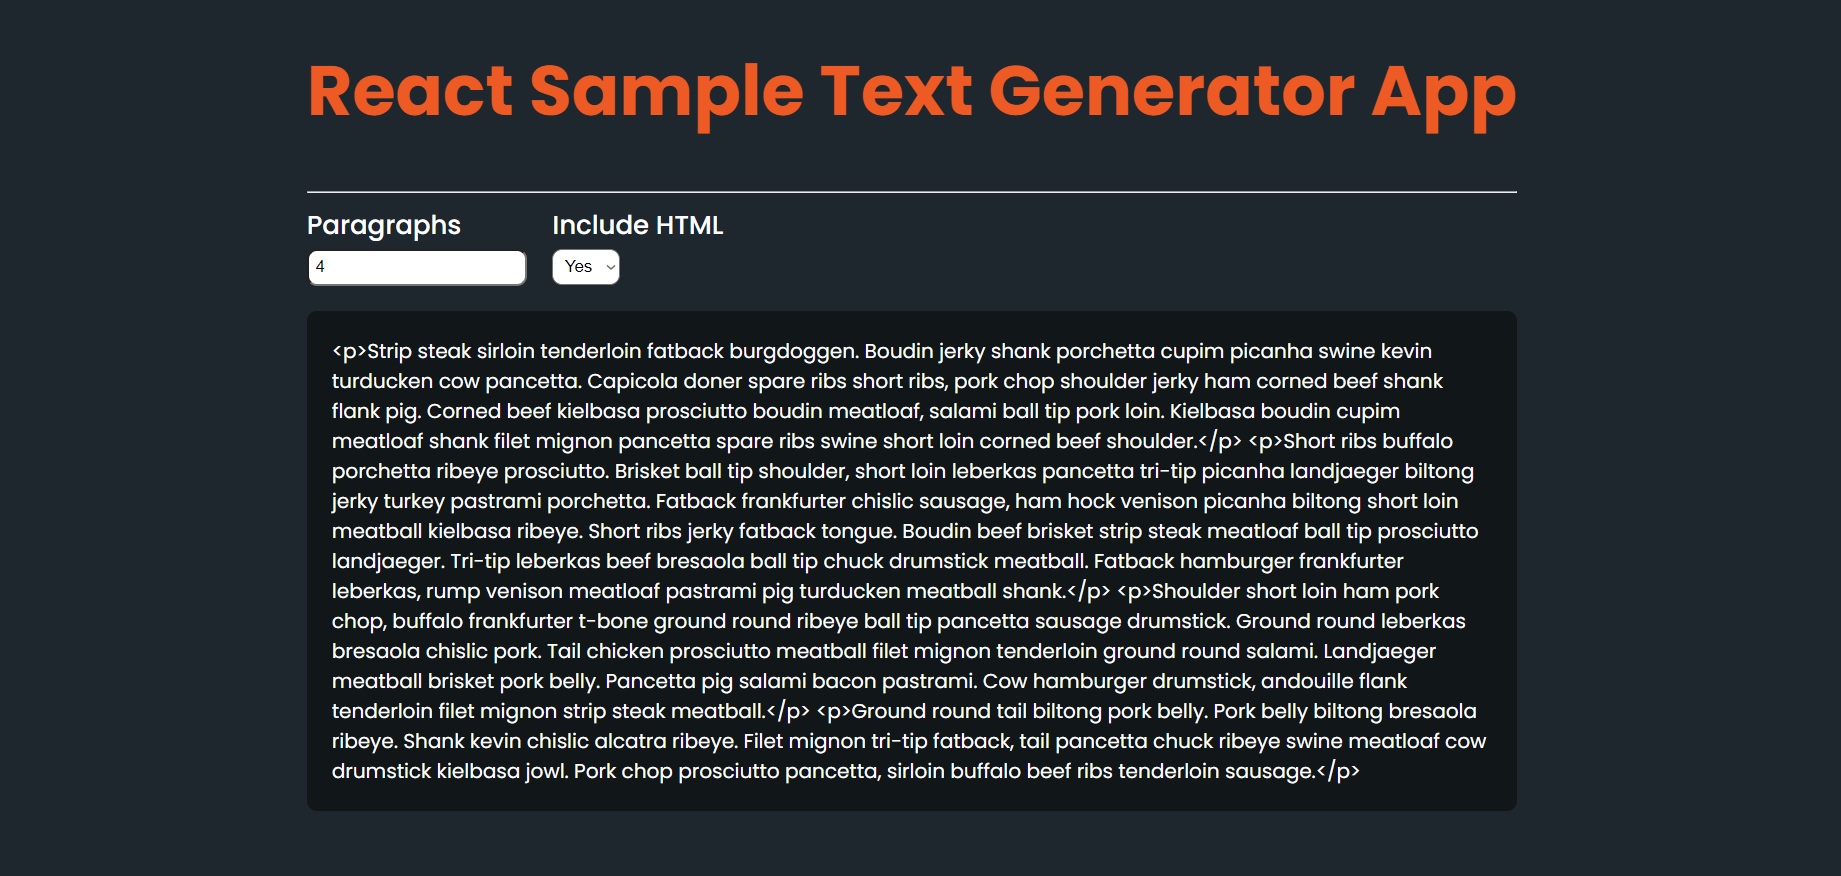 React Sample Text Generator App
Paragraphs Include HTML
4 Yes
<p>Strip steak sirloin tenderloin fatback burgdoggen. Boudin jerky shank porchetta cupim picanha swine kevin
turducken cow pancetta. Capicola doner spare ribs short ribs, pork chop shoulder jerky ham corned beef shank
flank pig. Corned beef kielbasa prosciutto boudin meatloaf, salami ball tip pork loin. Kielbasa boudin cupim
meatloaf shank filet mignon pancetta spare ribs swine short loin corned beef shoulder.</p> <p>Short ribs buffalo
porchetta ribeye prosciutto. Brisket ball tip shoulder, short loin leberkas pancetta tri-tip picanha landjaeger biltong
jerky turkey pastrami porchetta. Fatback frankfurter chislic sausage, ham hock venison picanha biltong short loin
meatball kielbasa ribeye. Short ribs jerky fatback tongue. Boudin beef brisket strip steak meatloaf ball tip prosciutto
landjaeger. Tri-tip leberkas beef bresaola ball tip chuck drumstick meatball. Fatback hamburger frankfurter
leberkas, rump venison meatloaf pastrami pig turducken meatball shank.</p> <p>Shoulder short loin ham pork
chop, buffalo frankfurter t-bone ground round ribeye ball tip pancetta sausage drumstick. Ground round leberkas
bresaola chislic pork. Tail chicken prosciutto meatball filet mignon tenderloin ground round salami. Landjaeger
meatball brisket pork belly. Pancetta pig salami bacon pastrami. Cow hamburger drumstick, andouille flank
tenderloin filet mignon strip steak meatball.</p> <p>Ground round tail biltong pork belly. Pork belly biltong bresaola
ribeye. Shank kevin chislic alcatra ribeye. Filet mignon tri-tip fatback, tail pancetta chuck ribeye swine meatloaf cow
drumstick kielbasa jowl. Pork chop prosciutto pancetta, sirloin buffalo beef ribs tenderloin sausage.</p>